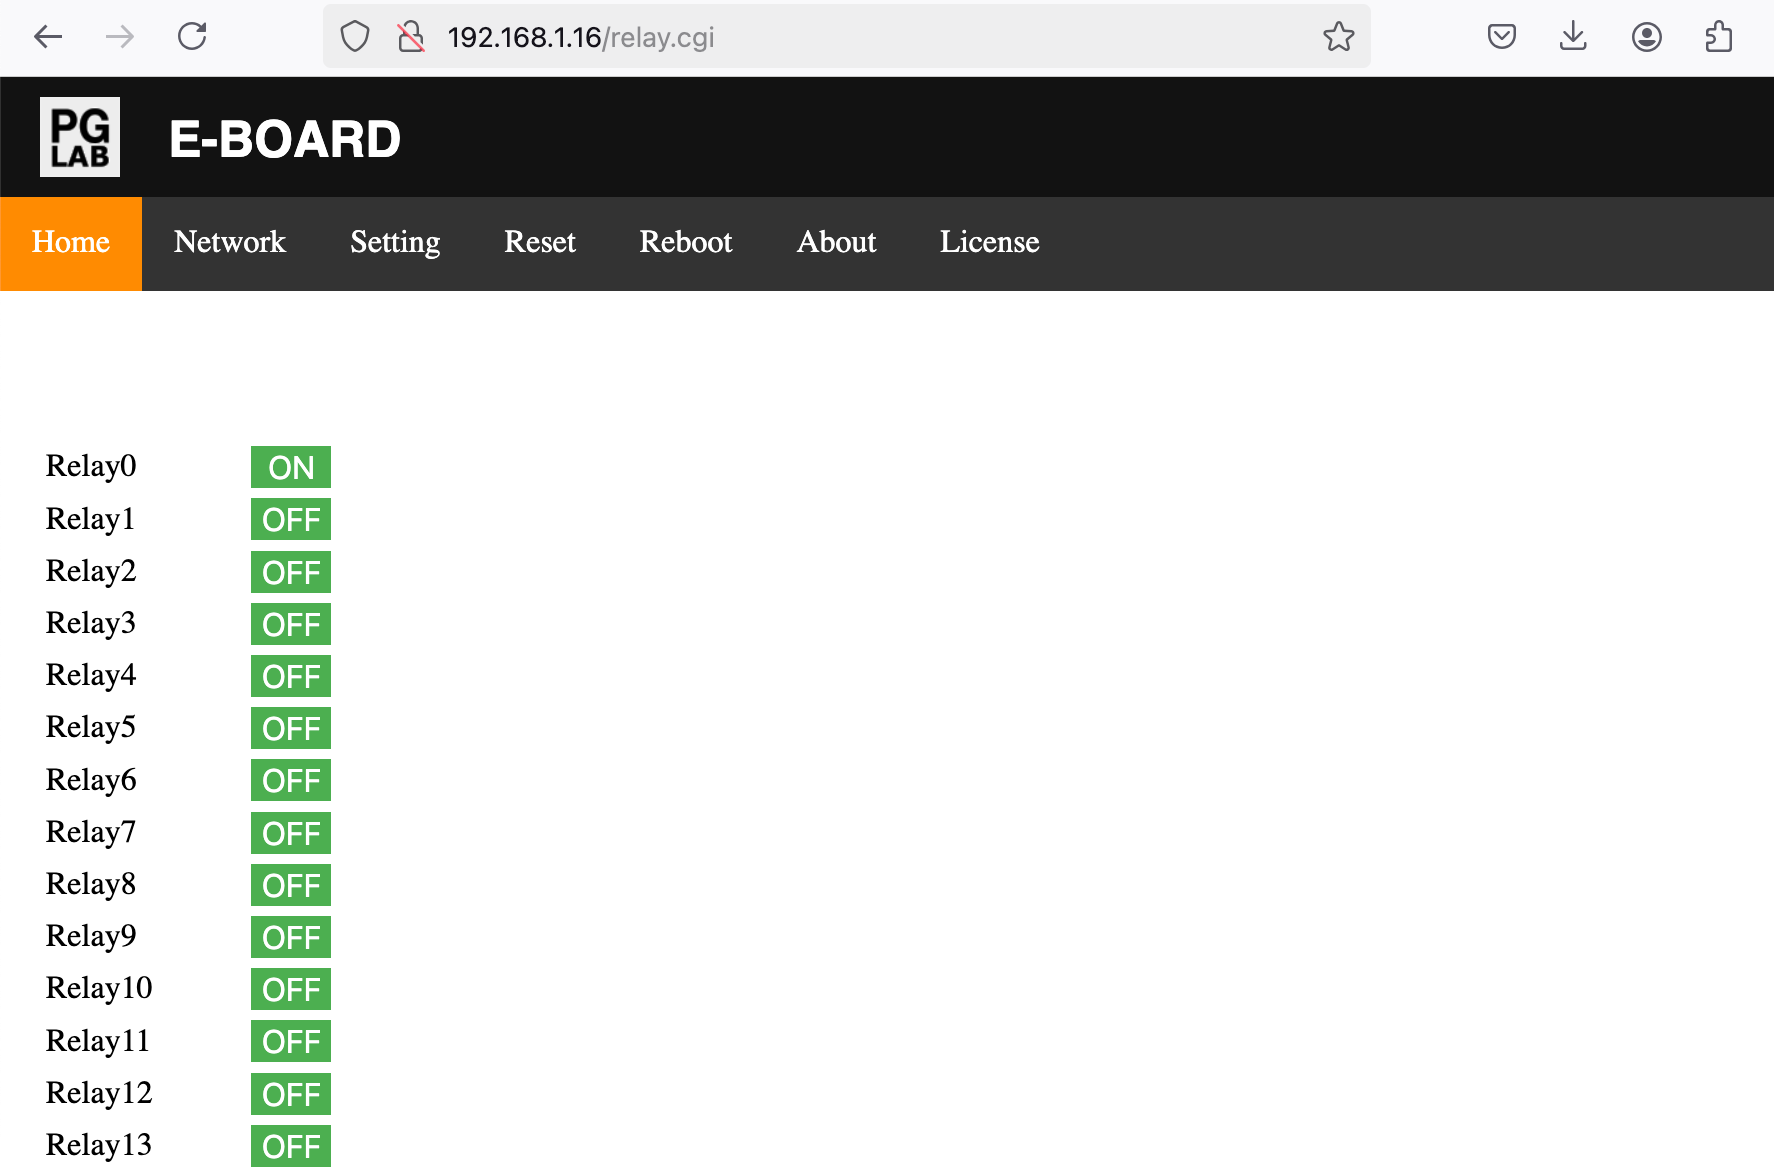 192.168.1.16/relay.cgi
PG
LAB
E-BOARD
Home Network Setting Reset Reboot About License
Relay0 ON
Relay1 OFF
Relay2 OFF
Relay3 OFF
Relay4 OFF
Relay5 OFF
Relay6 OFF
Relay7 OFF
Relay8 OFF
Relay9 OFF
Relay10 OFF
Relay11 OFF
Relay12 OFF
Relay13 OFF